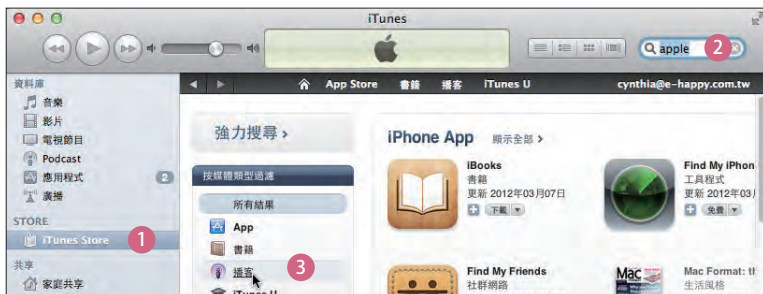 iTunes
apple
2
資料庫
音樂
影片
電視節目
Podcast
應用程式 2
廣播
STORE
iTunes Store 1
共享
家庭共享
App Store 書籍 播客 iTunes U cynthia@e-happy.com.tw
強力搜尋 ›
按媒體類型過濾
所有結果
App
書籍
播客 3
iTunes U
iPhone App 顯示全部 ›
iBooks
書籍
更新 2012年03月07日
下載
Find My iPhon
工具程式
更新 2012年03月
免費
Find My Friends
社群網路
Mac
Mac Format: th
生活風格